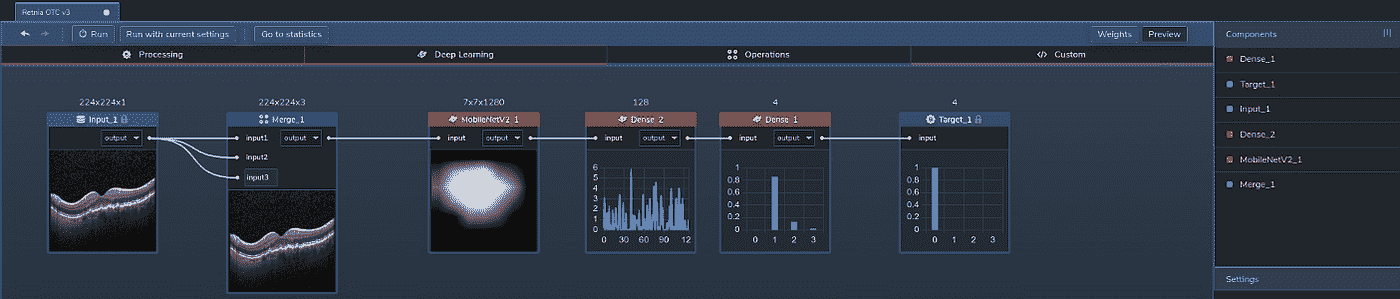 Retnia OTC v3
Run Run with current settings Go to statistics Weights Preview
Processing Deep Learning Operations Custom
Components
Dense_1
Target_1
Input_1
Dense_2
MobileNetV2_1
Merge_1
Settings
224x224x1 224x224x3 7x7x1280 128 4 4
Input_1 Merge_1 MobileNetV2_1 Dense_2 Dense_1 Target_1
output input1 output input output input output input output input
input2
input3
6
5
4
3
2
1
0
0 30 60 90 12
1
0.8
0.6
0.4
0.2
0
0 1 2 3
1
0.8
0.6
0.4
0.2
0
0 1 2 3